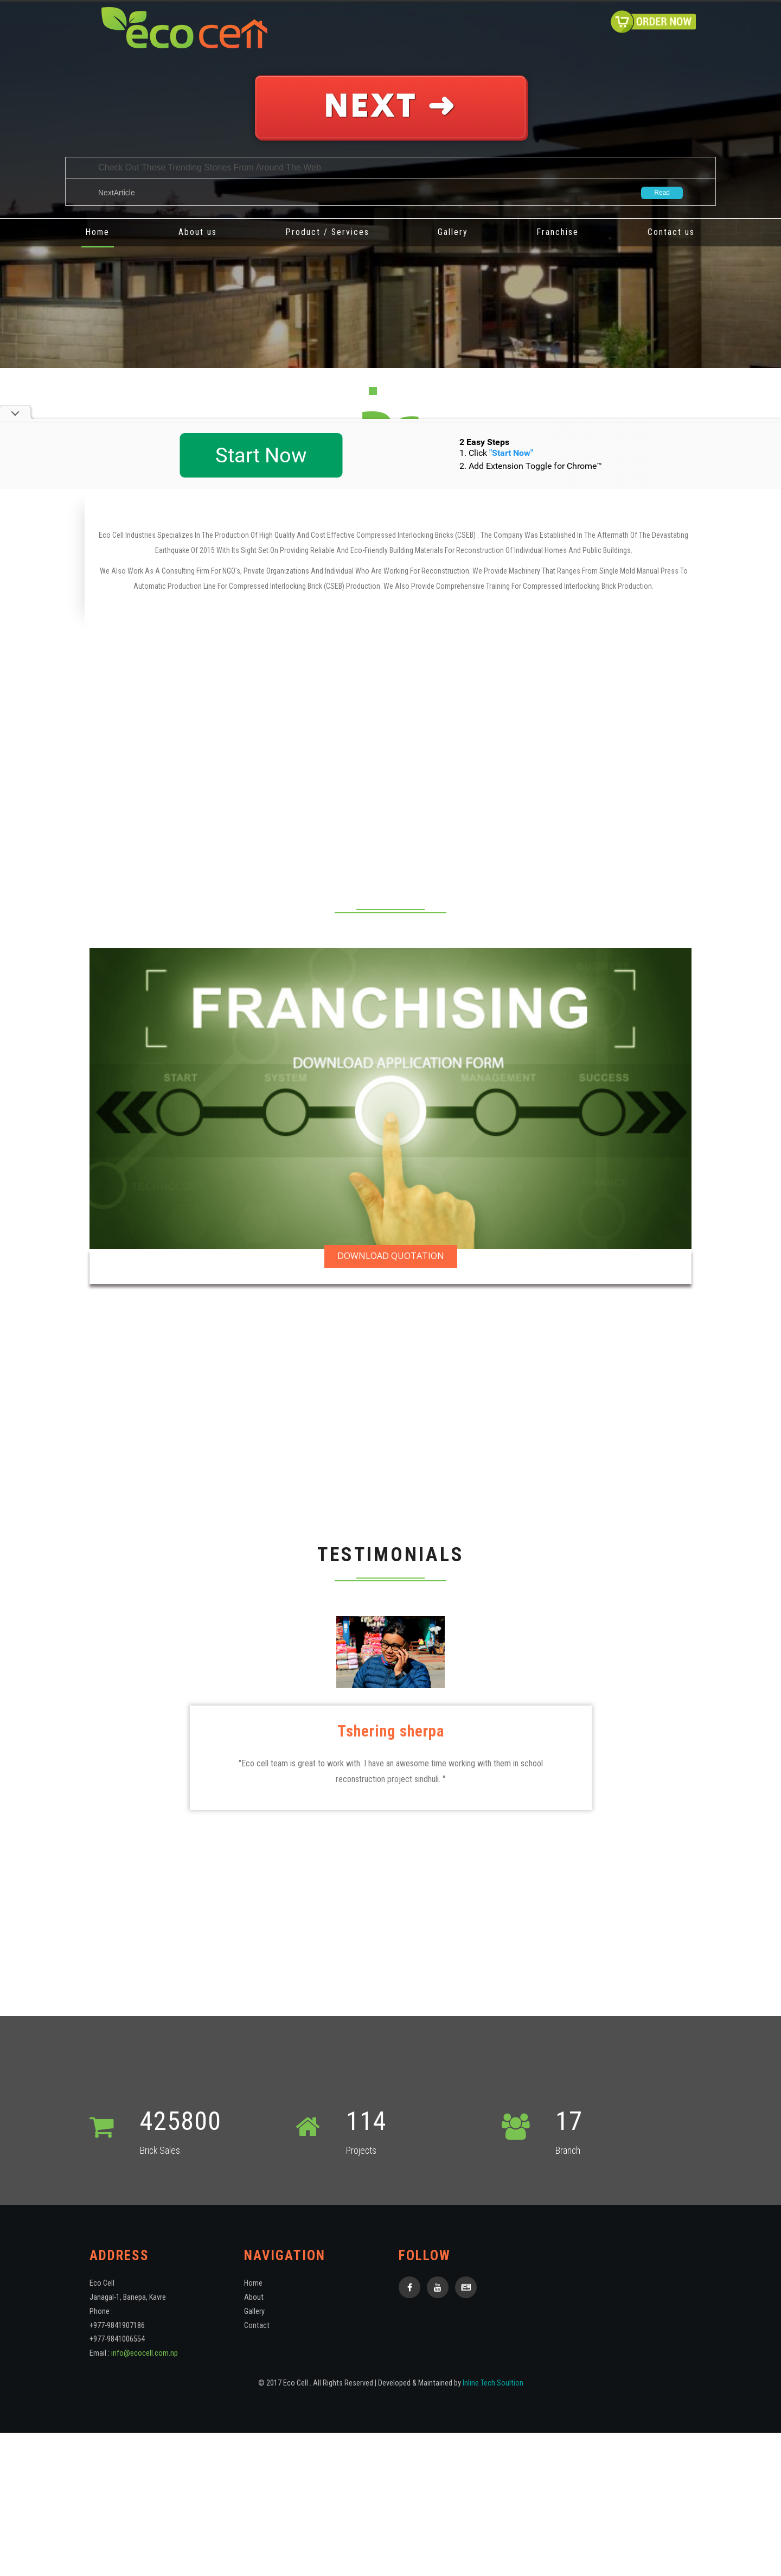 eco cell
ORDER NOW
NEXT ➜
Check Out These Trending Stories From Around The Web
NextArticle
Read
Home
About us
Product / Services
Gallery
Franchise
Contact us
Start Now
2 Easy Steps
1. Click "Start Now"
2. Add Extension Toggle for Chrome™
Eco Cell Industries Specializes In The Production Of High Quality And Cost Effective Compressed Interlocking Bricks (CSEB) . The Company Was Established In The Aftermath Of The Devastating
Earthquake Of 2015 With Its Sight Set On Providing Reliable And Eco-Friendly Building Materials For Reconstruction Of Individual Homes And Public Buildings.
We Also Work As A Consulting Firm For NGO's, Private Organizations And Individual Who Are Working For Reconstruction. We Provide Machinery That Ranges From Single Mold Manual Press To
Automatic Production Line For Compressed Interlocking Brick (CSEB) Production. We Also Provide Comprehensive Training For Compressed Interlocking Brick Production.
FRANCHISING
DOWNLOAD APPLICATION FORM
START
SYSTEM
MANAGEMENT
SUCCESS
DOWNLOAD QUOTATION
TESTIMONIALS
Tshering sherpa
"Eco cell team is great to work with. I have an awesome time working with them in school
reconstruction project sindhuli. "
425800
Brick Sales
114
Projects
17
Branch
ADDRESS
Eco Cell
Janagal-1, Banepa, Kavre
Phone :
+977-9841907186
+977-9841006554
Email : info@ecocell.com.np
NAVIGATION
Home
About
Gallery
Contact
FOLLOW
© 2017 Eco Cell . All Rights Reserved | Developed & Maintained by Inline Tech Soultion